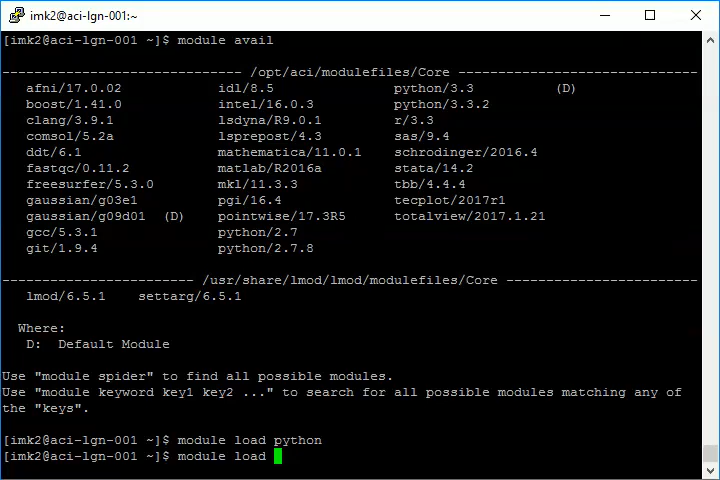 imk2@aci-lgn-001:~
[imk2@aci-lgn-001 ~]$ module avail
------------------------------ /opt/aci/modulefiles/Core ------------------------------
afni/17.0.02 idl/8.5 python/3.3 (D)
boost/1.41.0 intel/16.0.3 python/3.3.2
clang/3.9.1 lsdyna/R9.0.1 r/3.3
comsol/5.2a lsprepost/4.3 sas/9.4
ddt/6.1 mathematica/11.0.1 schrodinger/2016.4
fastqc/0.11.2 matlab/R2016a stata/14.2
freesurfer/5.3.0 mkl/11.3.3 tbb/4.4.4
gaussian/g03e1 pgi/16.4 tecplot/2017r1
gaussian/g09d01 (D) pointwise/17.3R5 totalview/2017.1.21
gcc/5.3.1 python/2.7
git/1.9.4 python/2.7.8
------------------------ /usr/share/lmod/lmod/modulefiles/Core ------------------------
lmod/6.5.1 settarg/6.5.1
Where:
D: Default Module
Use "module spider" to find all possible modules.
Use "module keyword key1 key2 ..." to search for all possible modules matching any of
the "keys".
[imk2@aci-lgn-001 ~]$ module load python
[imk2@aci-lgn-001 ~]$ module load